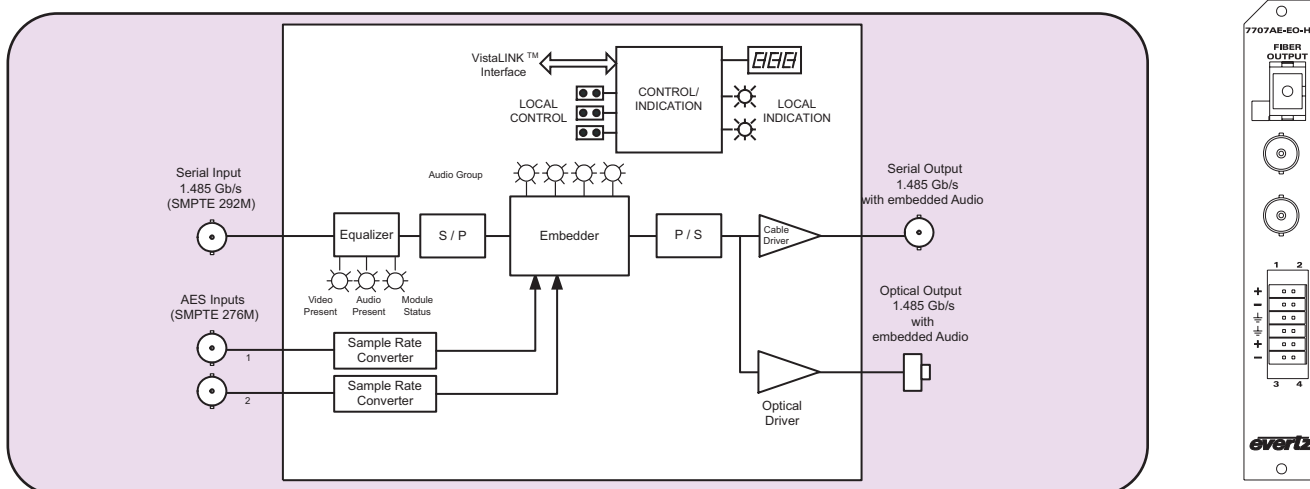 VistaLINK ™
Interface
888
LOCAL
CONTROL
CONTROL/
INDICATION
LOCAL
INDICATION
Serial Input
1.485 Gb/s
(SMPTE 292M)
Audio Group
Serial Output
1.485 Gb/s
with embedded Audio
Equalizer
S / P
Embedder
P / S
Cable
Driver
Video
Present
Audio
Present
Module
Status
AES Inputs
(SMPTE 276M)
1
Sample Rate
Converter
2
Sample Rate
Converter
Optical Output
1.485 Gb/s
with
embedded Audio
Optical
Driver
7707AE-EO-H
FIBER
OUTPUT
1 2
+
−
+
−
3 4
evertz